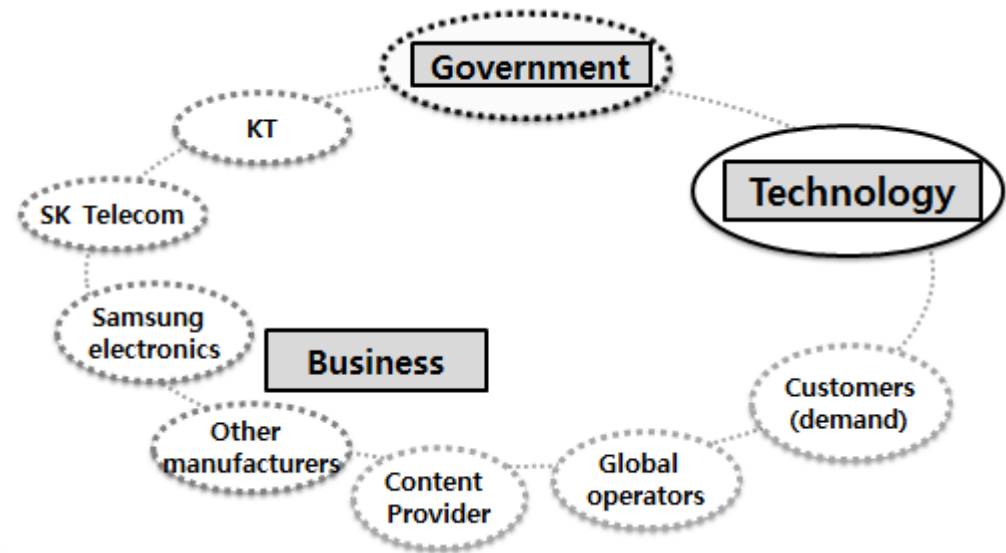 Government
KT
Technology
SK Telecom
Samsung
electronics
Business
Customers
(demand)
Other
manufacturers
Global
operators
Content
Provider